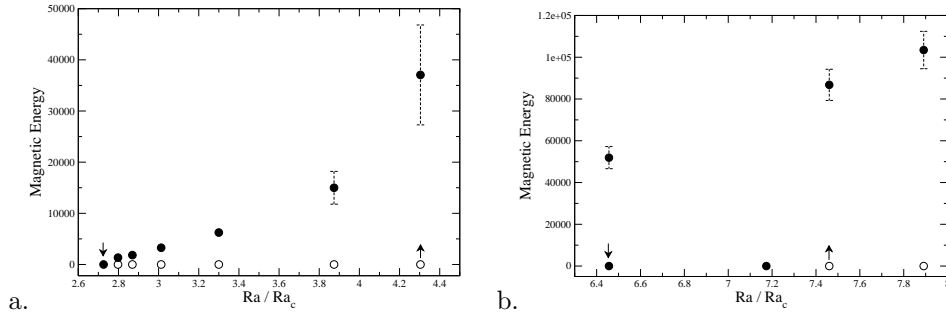 50000
40000
30000
20000
10000
0
Magnetic Energy
2.6 2.8 3.0 3.2 3.4 3.6 3.8 4.0 4.2 4.4
Ra / Ra_c
a.
1.2e+05
1e+05
80000
60000
40000
20000
0
Magnetic Energy
6.4 6.6 6.8 7 7.2 7.4 7.6 7.8 8
Ra / Ra_c
b.